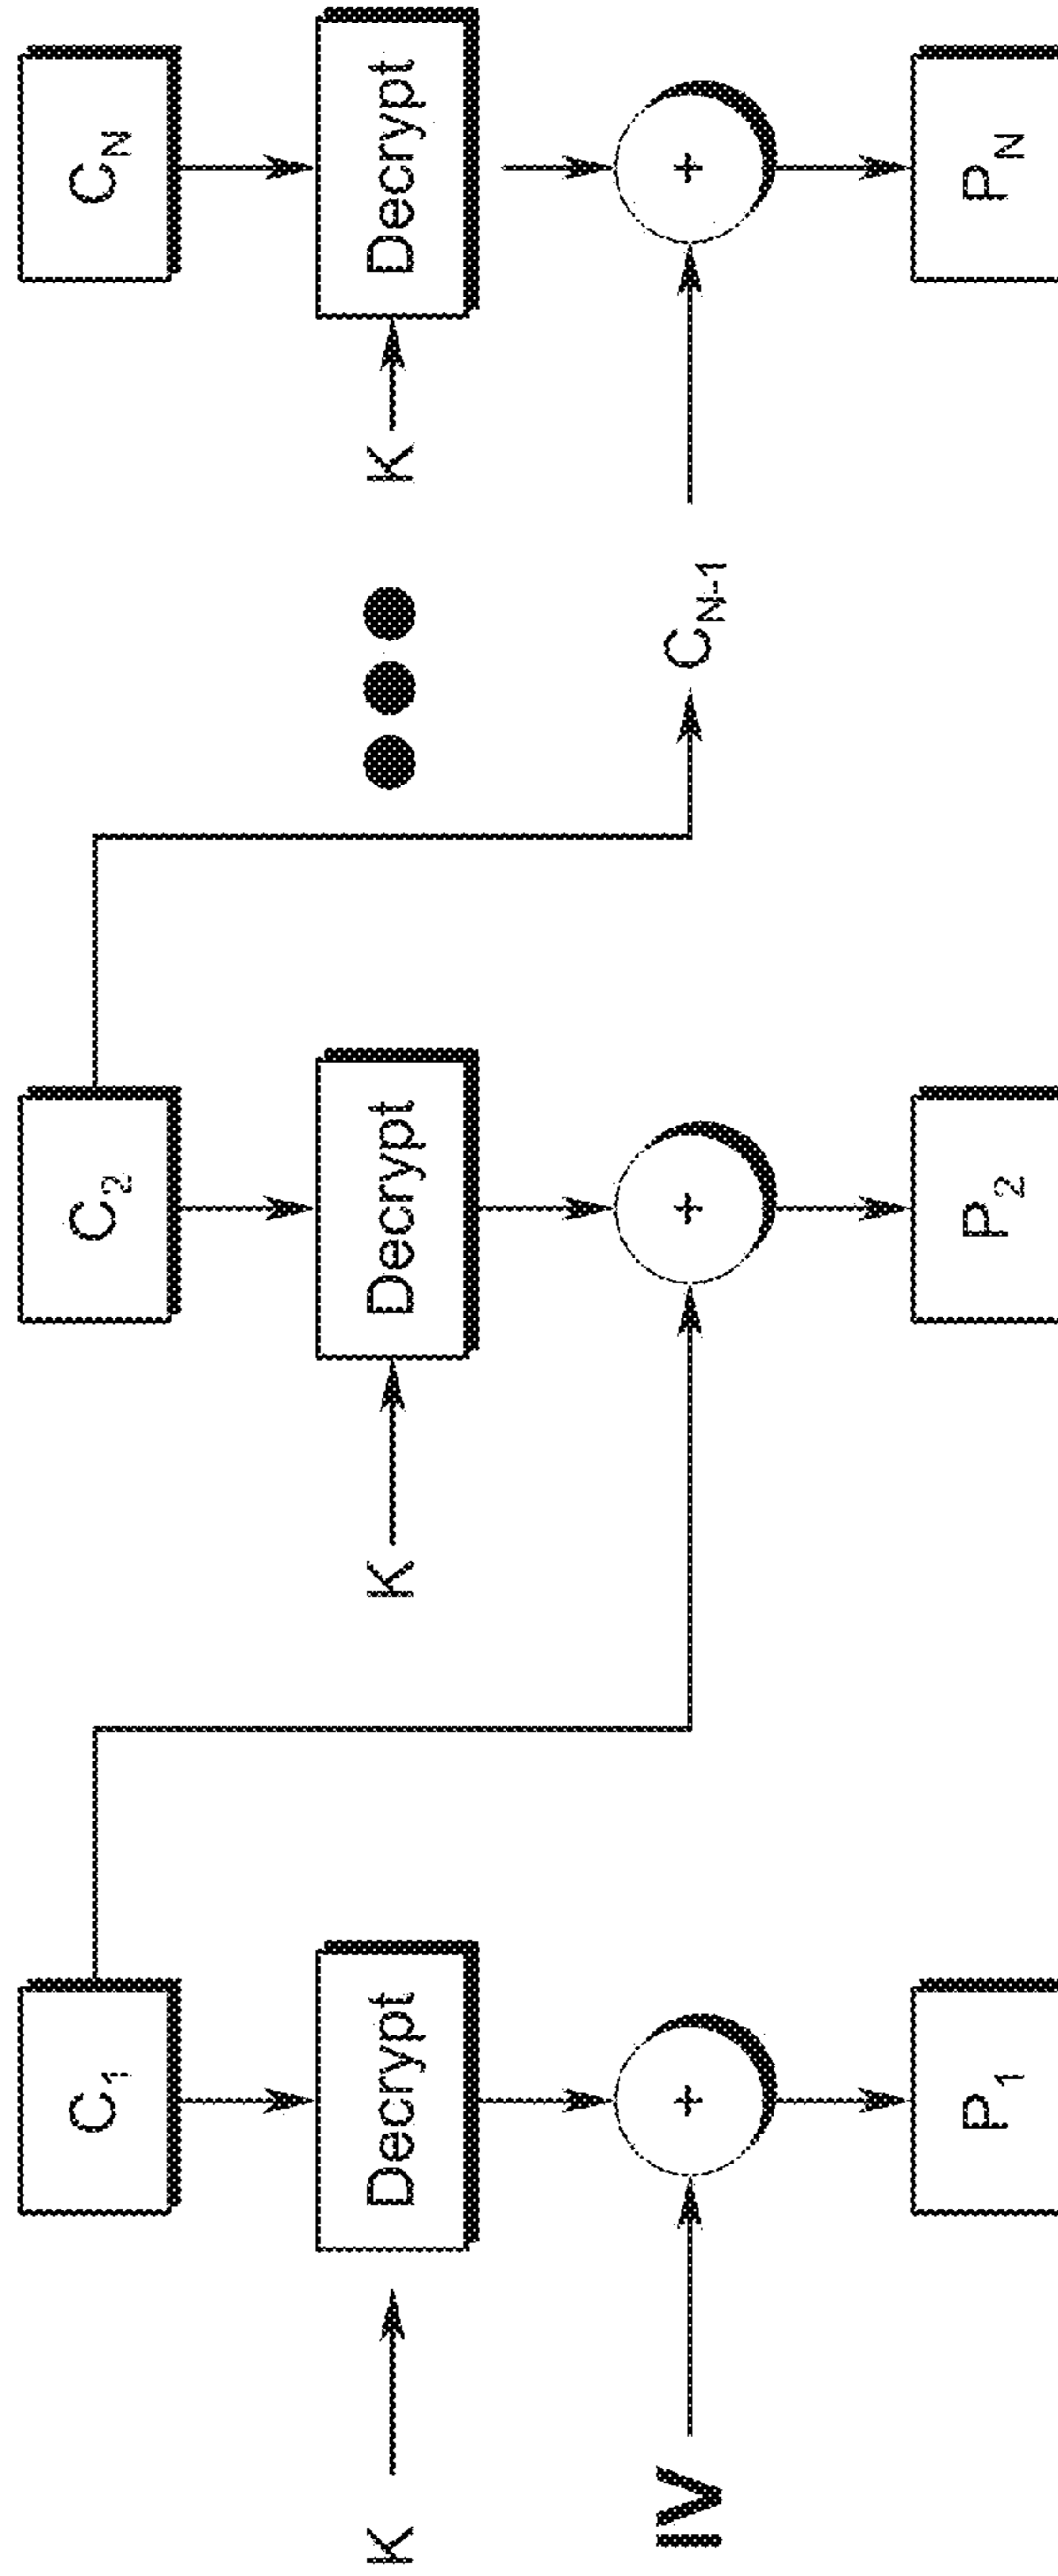 C1 C2 CN
K Decrypt K Decrypt K Decrypt
IV + + CN-1 +
P1 P2 PN